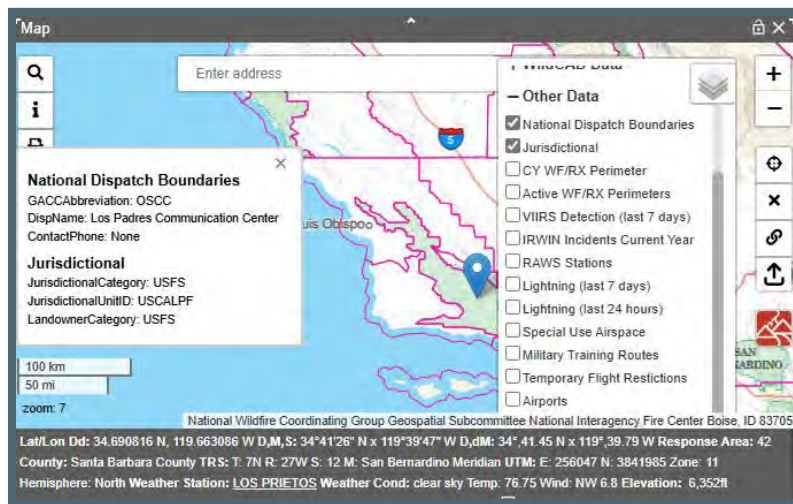 Map
Enter address
WildCAD Data
Other Data
National Dispatch Boundaries
Jurisdictional
CY WF/RX Perimeter
Active WF/RX Perimeters
VIIRS Detection (last 7 days)
IRWIN Incidents Current Year
RAWS Stations
Lightning (last 7 days)
Lightning (last 24 hours)
Special Use Airspace
Military Training Routes
Temporary Flight Restictions
Airports
National Dispatch Boundaries
GACCAbbreviation: OSCC
DispName: Los Padres Communication Center
ContactPhone: None
Jurisdictional
JurisdictionalCategory: USFS
JurisdictionalUnitID: USCALPF
LandownerCategory: USFS
5
uis Obispo
SAN
ARDINO
100 km
50 mi
zoom: 7
National Wildfire Coordinating Group Geospatial Subcommittee National Interagency Fire Center Boise, ID 83705
Lat/Lon Dd: 34.690816 N, 119.663086 W D,M,S: 34°41'26" N x 119°39'47" W D,dM: 34°,41.45 N x 119°,39.79 W Response Area: 42
County: Santa Barbara County TRS: T: 7N R: 27W S: 12 M: San Bernardino Meridian UTM: E: 256047 N: 3841985 Zone: 11
Hemisphere: North Weather Station: LOS PRIETOS Weather Cond: clear sky Temp: 76.75 Wind: NW 6.8 Elevation: 6,352ft